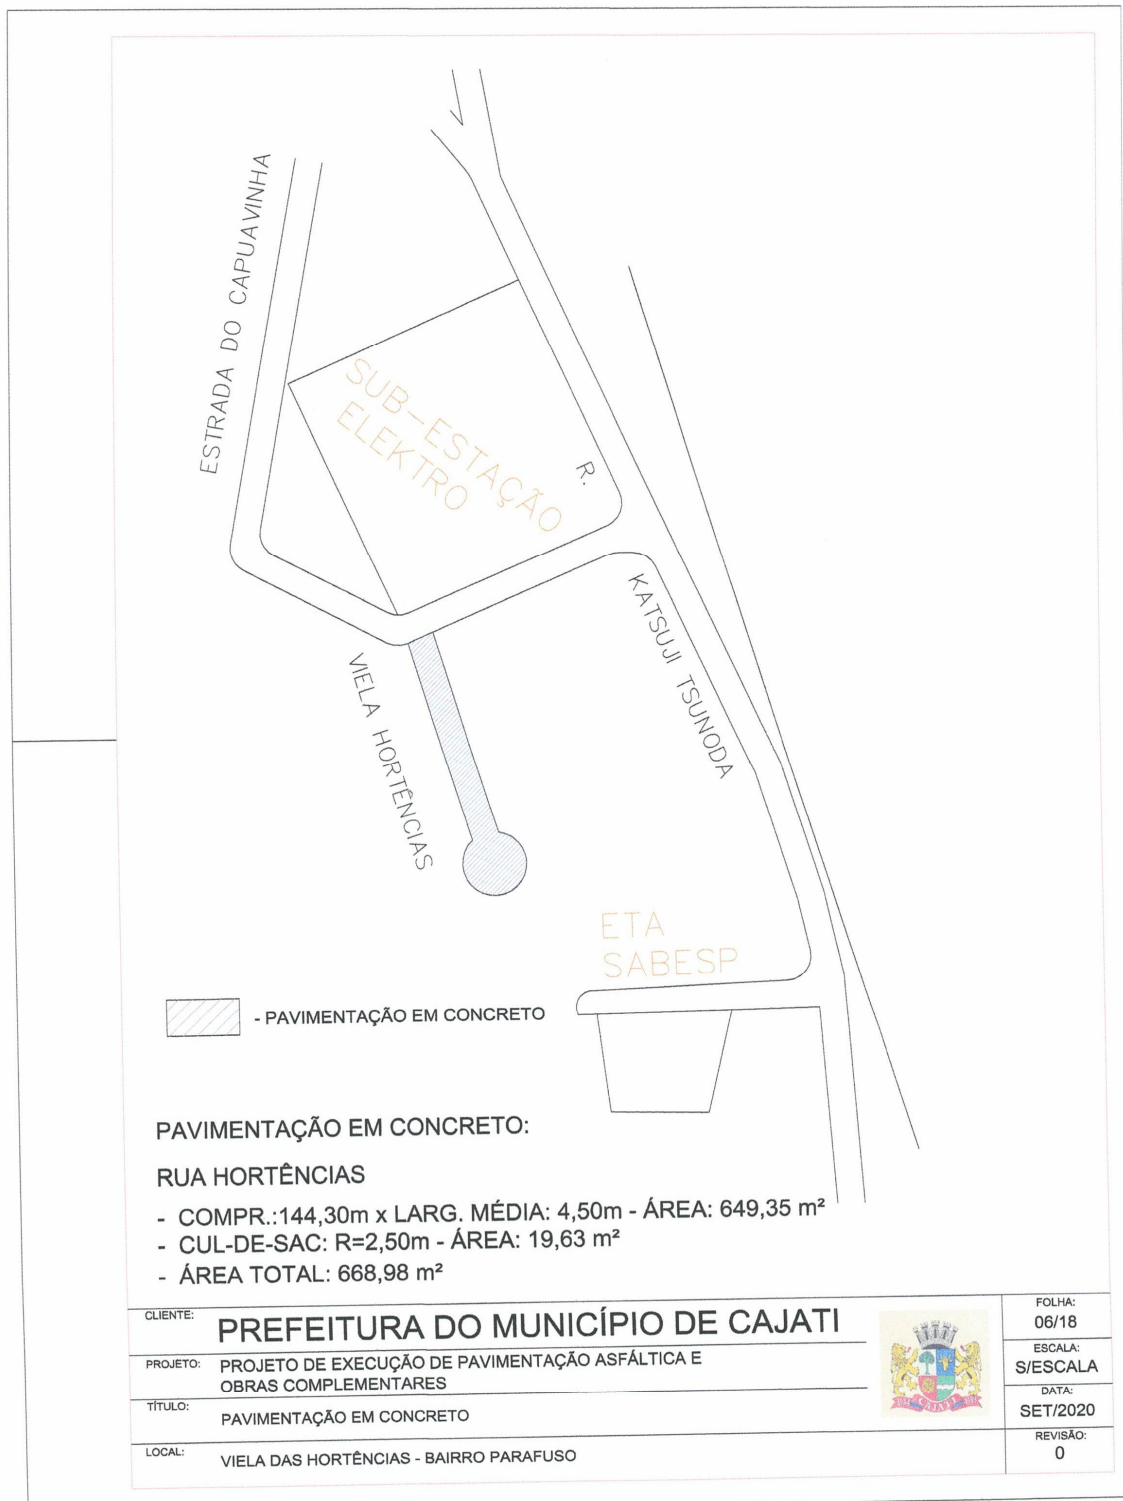 ESTRADA DO CAPUAVINHA
SUB-ESTAÇÃO
ELEKTRO
R.
KATSUJI TSUNODA
VIELA HORTÊNCIAS
ETA
SABESP
- PAVIMENTAÇÃO EM CONCRETO
PAVIMENTAÇÃO EM CONCRETO:
RUA HORTÊNCIAS
- COMPR.:144,30m x LARG. MÉDIA: 4,50m - ÁREA: 649,35 m²
- CUL-DE-SAC: R=2,50m - ÁREA: 19,63 m²
- ÁREA TOTAL: 668,98 m²
CLIENTE: PREFEITURA DO MUNICÍPIO DE CAJATI
PROJETO: PROJETO DE EXECUÇÃO DE PAVIMENTAÇÃO ASFÁLTICA E
OBRAS COMPLEMENTARES
TÍTULO: PAVIMENTAÇÃO EM CONCRETO
LOCAL: VIELA DAS HORTÊNCIAS - BAIRRO PARAFUSO
CAJATI
FOLHA:
06/18
ESCALA:
S/ESCALA
DATA:
SET/2020
REVISÃO:
0